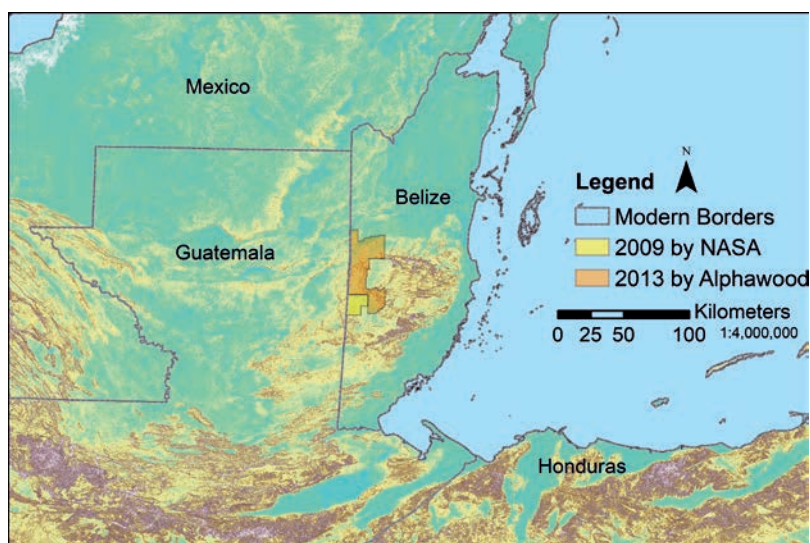 Mexico
Belize
Guatemala
Honduras
N
Legend
Modern Borders
2009 by NASA
2013 by Alphawood
Kilometers
0 25 50 100
1:4,000,000